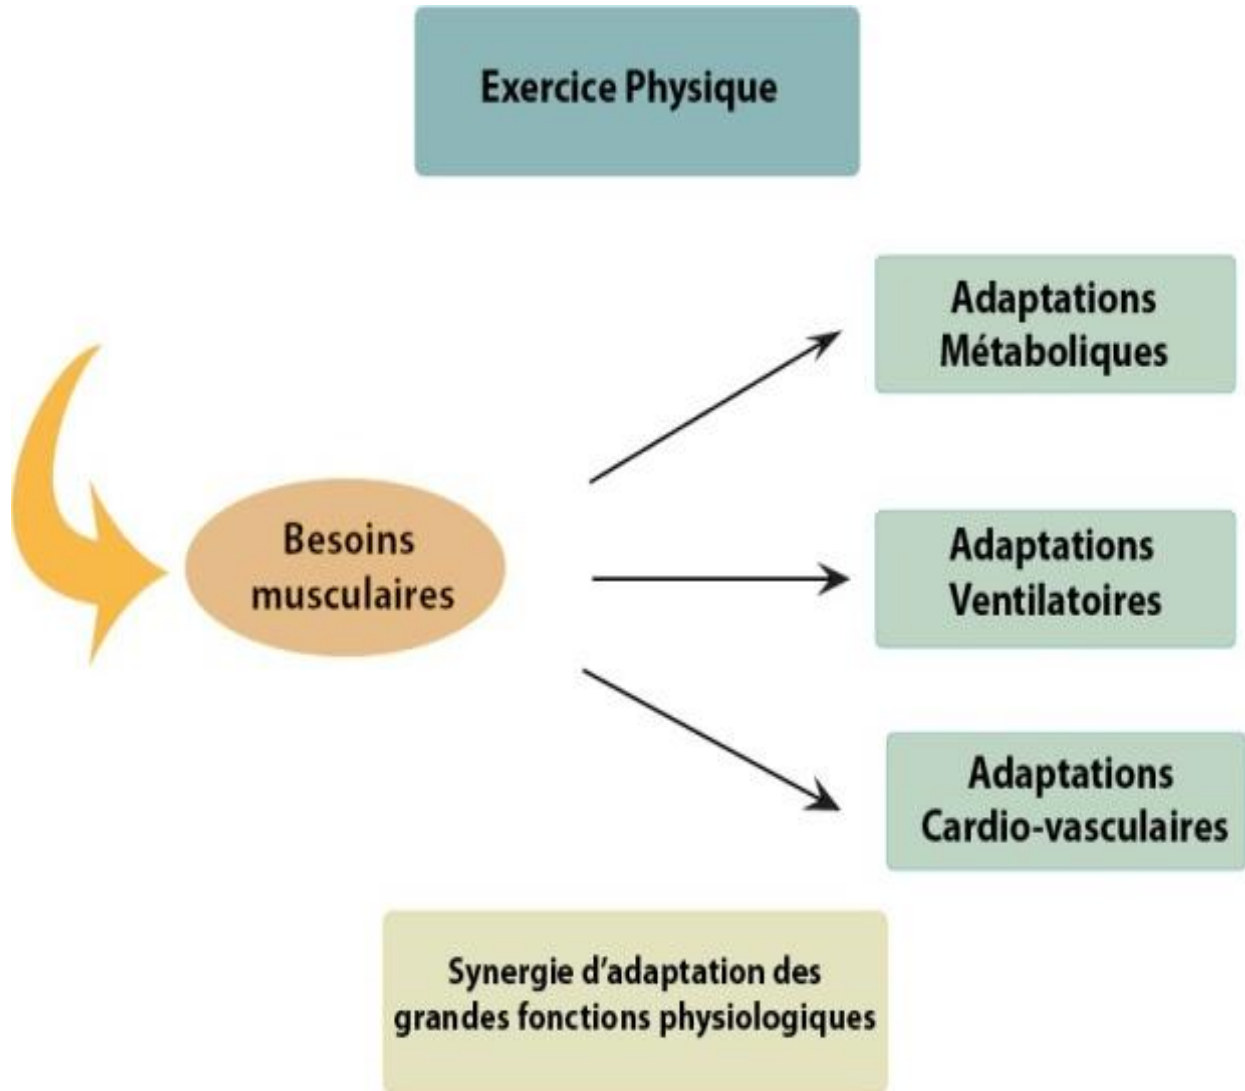 Exercice Physique
Adaptations
Métaboliques
Besoins
musculaires
Adaptations
Ventilatoires
Adaptations
Cardio-vasculaires
Synergie d’adaptation des
grandes fonctions physiologiques